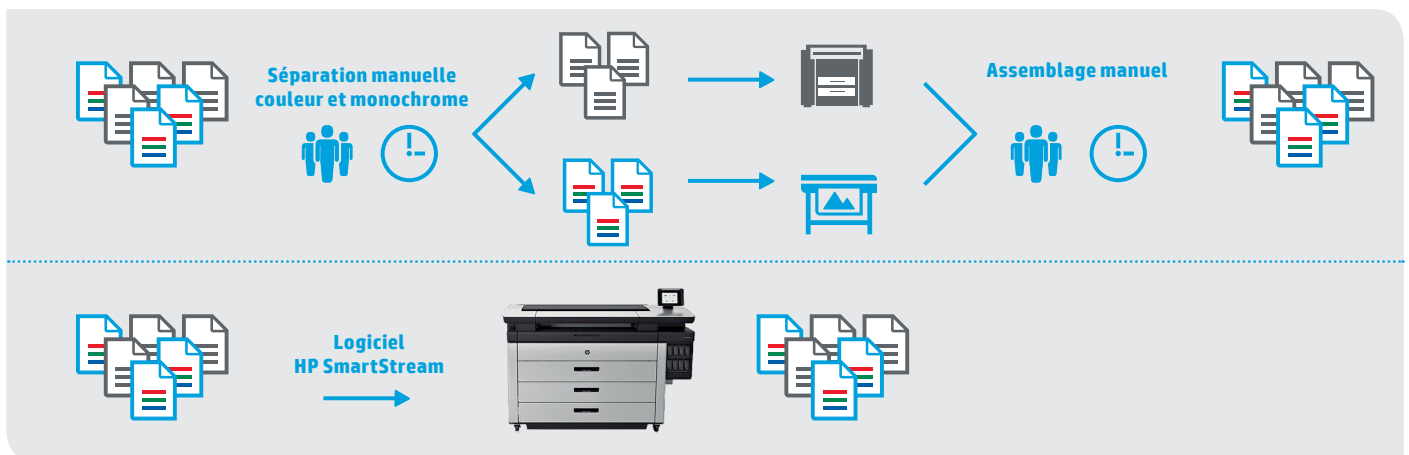 Séparation manuelle
couleur et monochrome
Assemblage manuel
Logiciel
HP SmartStream